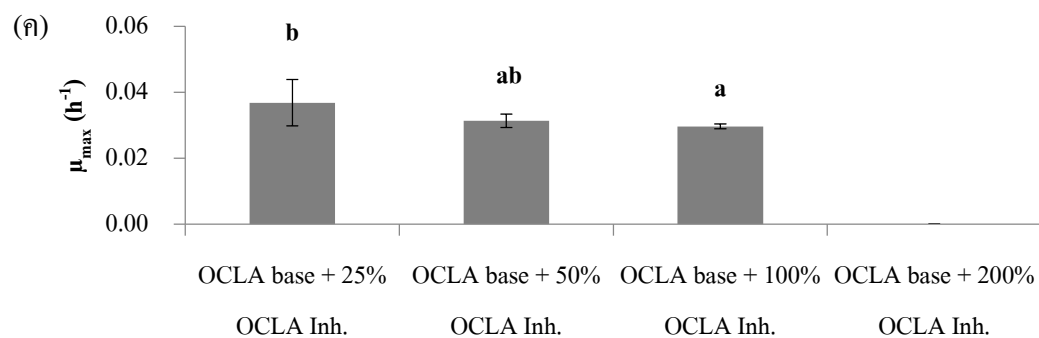 (ค)
0.06
0.04
0.02
0.00
μmax (h-1)
b
ab
a
OCLA base + 25% OCLA Inh.
OCLA base + 50% OCLA Inh.
OCLA base + 100% OCLA Inh.
OCLA base + 200% OCLA Inh.